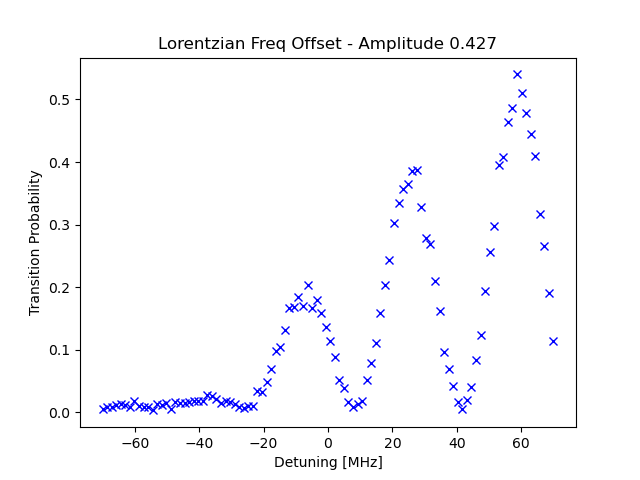 Lorentzian Freq Offset - Amplitude 0.427
Transition Probability
0.5
0.4
0.3
0.2
0.1
0.0
−60 −40 −20 0 20 40 60
Detuning [MHz]